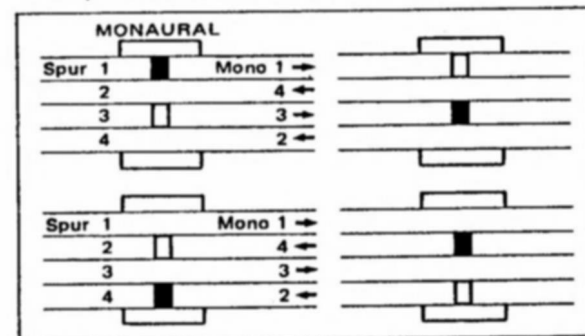 MONAURAL
Spur 1 Mono 1 →
2 4 ←
3 3 →
4 2 ←
Spur 1 Mono 1 →
2 4 ←
3 3 →
4 2 ←